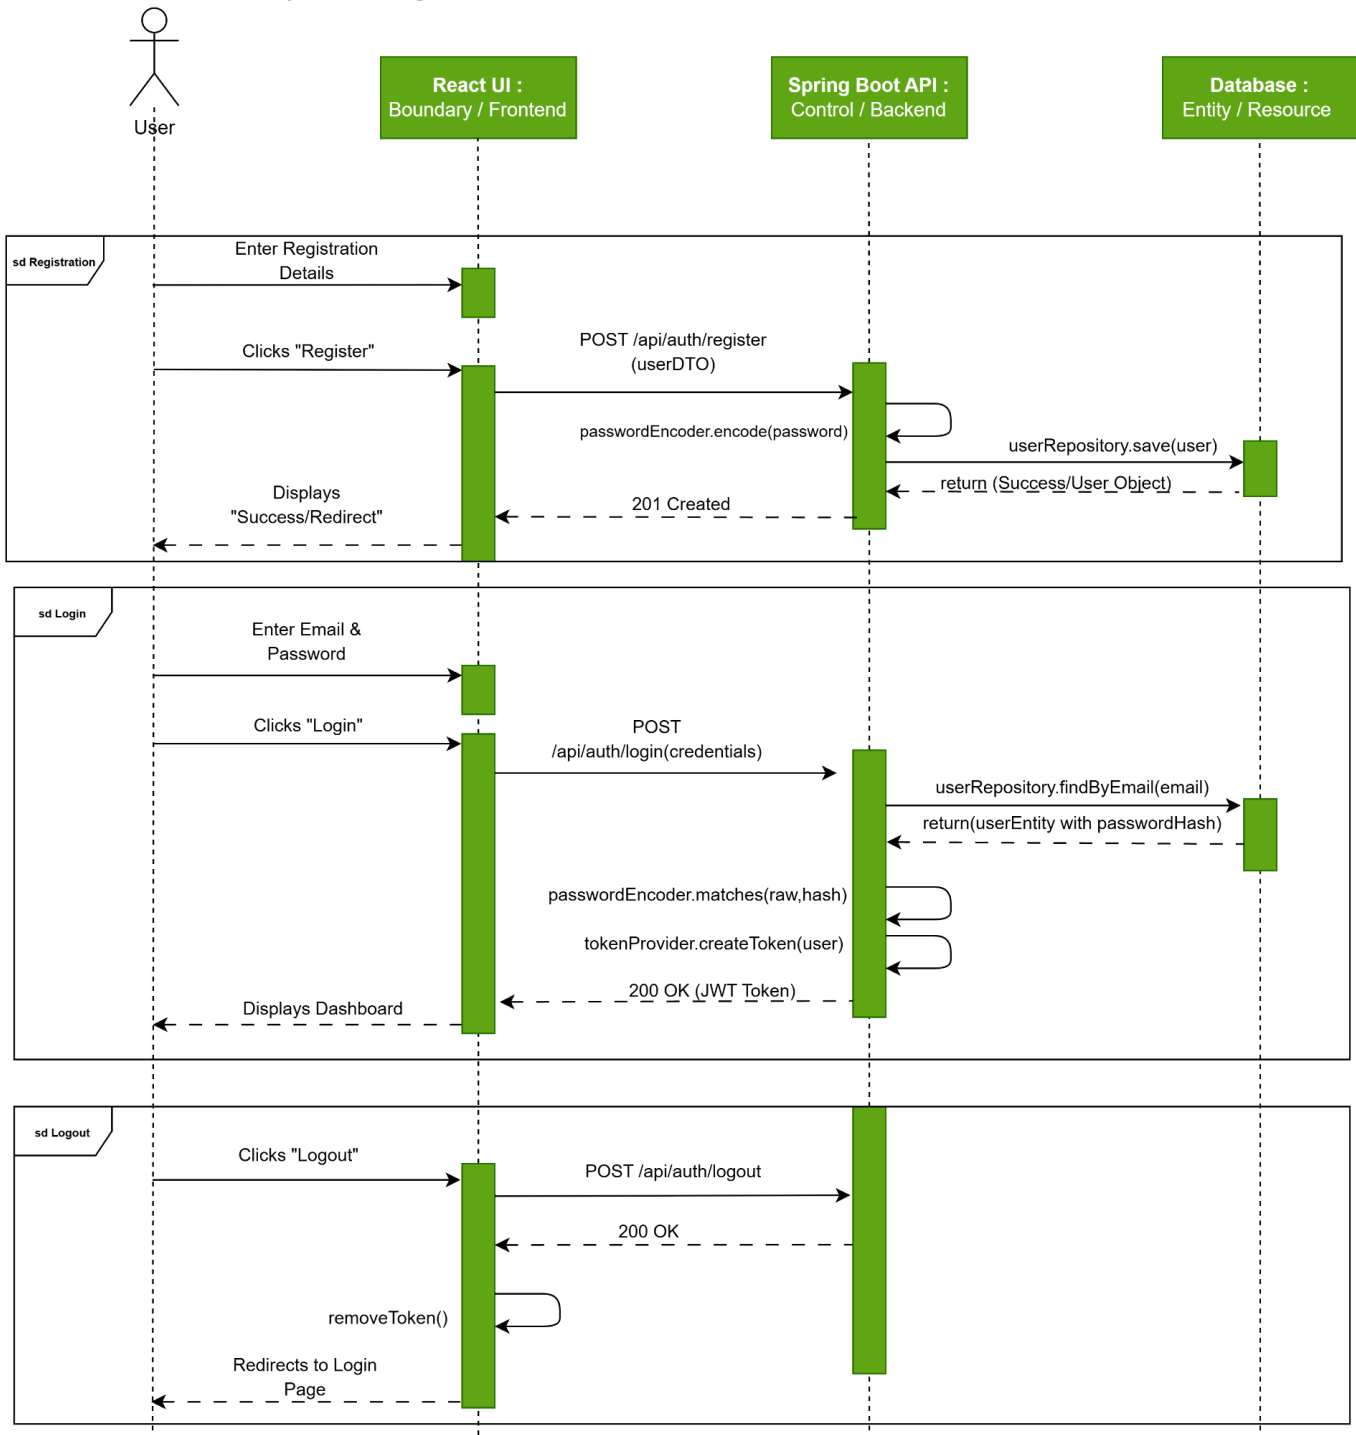 User
React UI :
Boundary / Frontend
Spring Boot API :
Control / Backend
Database :
Entity / Resource
sd Registration
Enter Registration
Details
Clicks "Register"
POST /api/auth/register
(userDTO)
passwordEncoder.encode(password)
userRepository.save(user)
return (Success/User Object)
201 Created
Displays
"Success/Redirect"
sd Login
Enter Email &
Password
Clicks "Login"
POST
/api/auth/login(credentials)
userRepository.findByEmail(email)
return(userEntity with passwordHash)
passwordEncoder.matches(raw,hash)
tokenProvider.createToken(user)
200 OK (JWT Token)
Displays Dashboard
sd Logout
Clicks "Logout"
POST /api/auth/logout
200 OK
removeToken()
Redirects to Login
Page